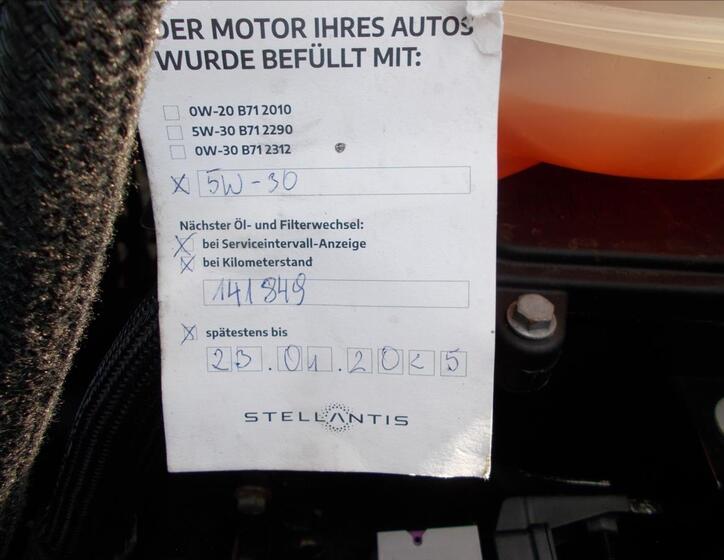 DER MOTOR IHRES AUTOS
WURDE BEFÜLLT MIT:
0W-20 B71 2010
5W-30 B71 2290
0W-30 B71 2312
5W-30
Nächster Öl- und Filterwechsel:
bei Serviceintervall-Anzeige
bei Kilometerstand
141849
spätestens bis
23.01.2025
STELLANTIS